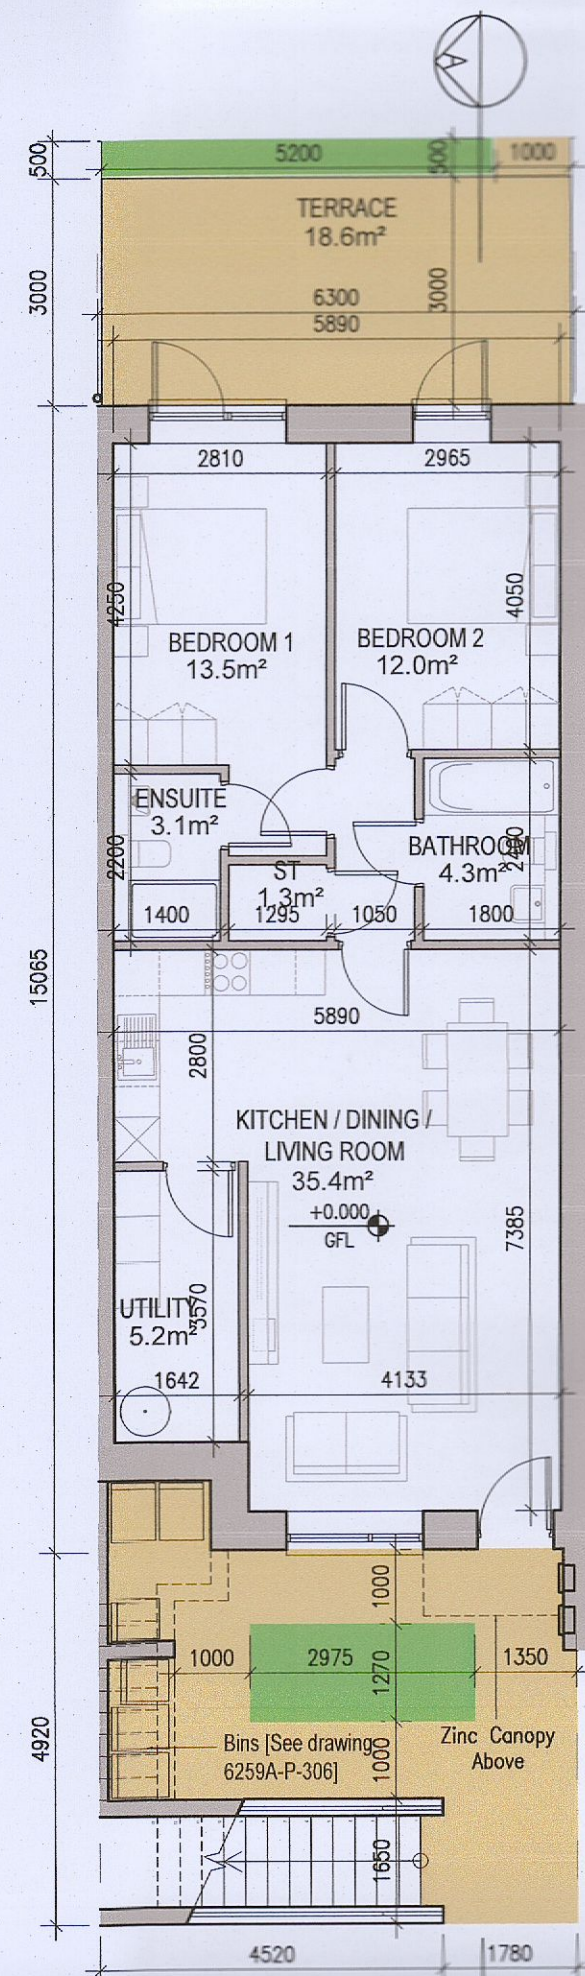 A
500
5200
500
1000
TERRACE
18.6m²
3000
6300
3000
5890
2810
2965
4250
4050
BEDROOM 1
13.5m²
BEDROOM 2
12.0m²
ENSUITE
3.1m²
2200
BATHROOM
4.3m²
2400
ST
1.3m²
1400
1295
1050
1800
15065
5890
2800
KITCHEN / DINING /
LIVING ROOM
35.4m²
+0.000
GFL
7385
UTILITY
5.2m²
3570
1642
4133
1000
1000
2975
1270
1350
4920
Bins [See drawing
6259A-P-306]
1000
Zinc Canopy
Above
1650
4520
1780